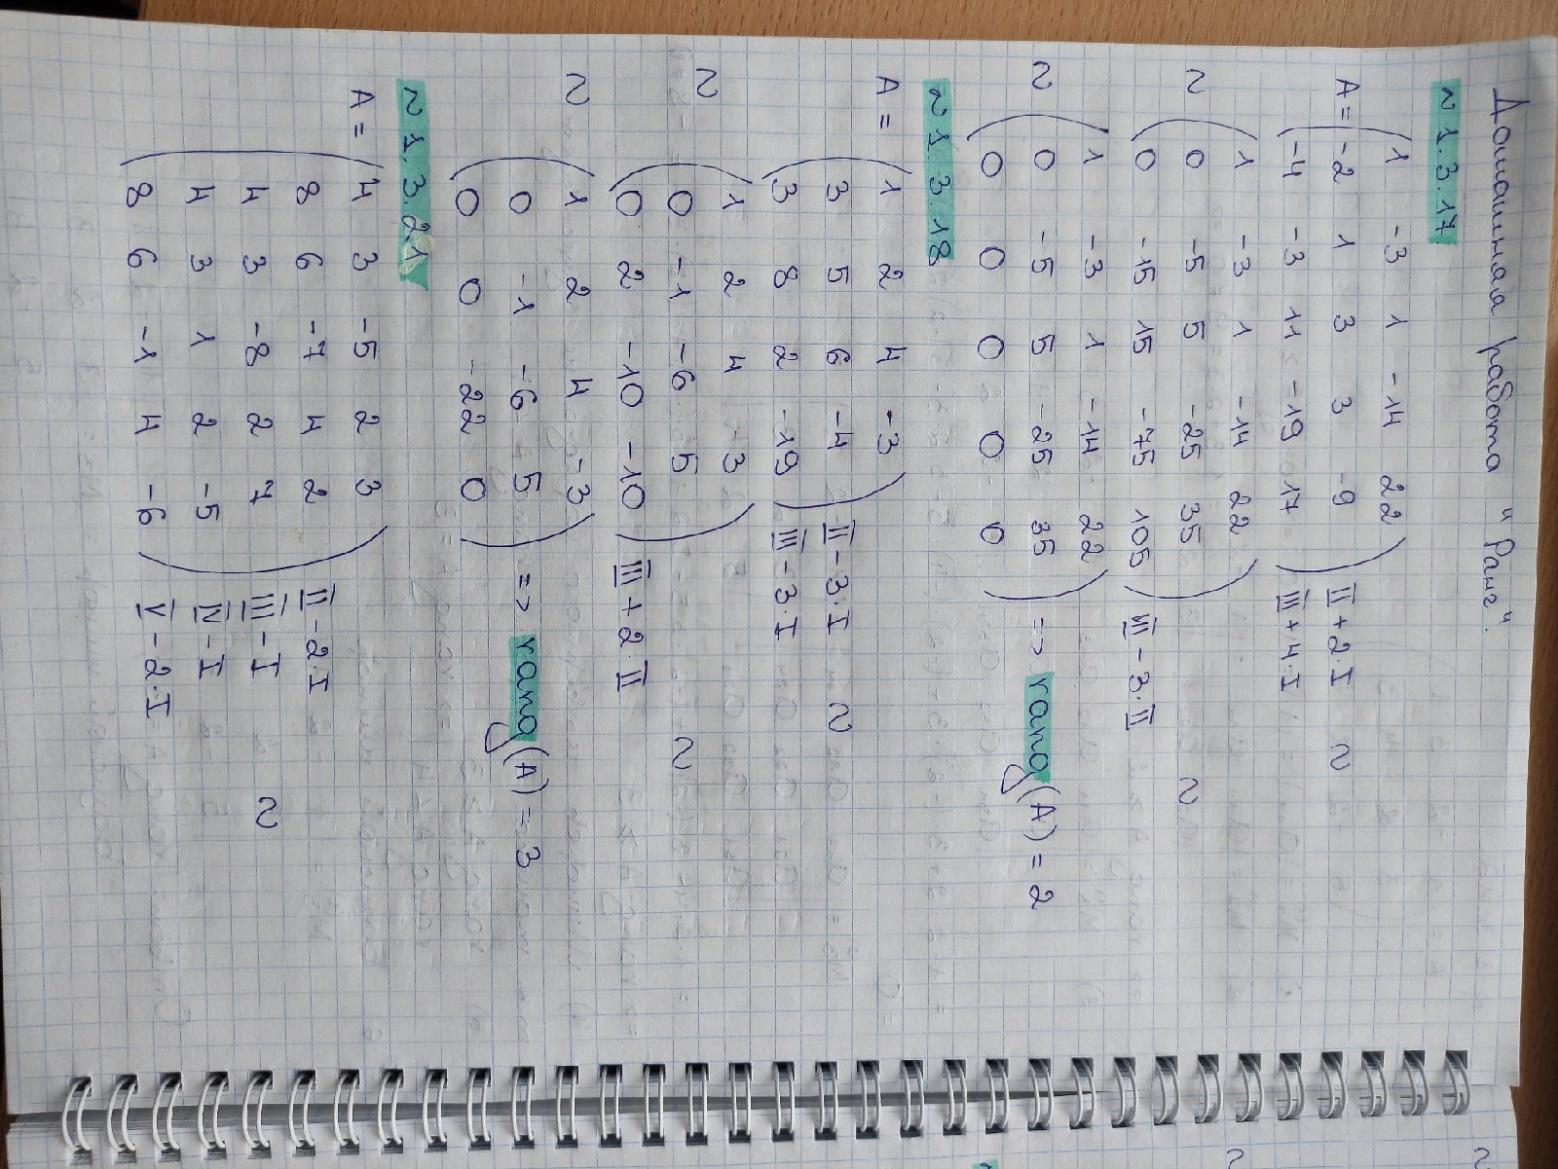 Домашняя работа "Ранг".
~ 1.3.17
1 -3 1 -14 22
A = -2 1 3 3 -9 II + 2·I ~
-4 -3 11 -19 17 III + 4·I
1 -3 1 -14 22
~ 0 -5 5 -25 35 ~
0 -15 15 -75 105 III - 3·II
1 -3 1 -14 22
~ 0 -5 5 -25 35 => rang(A) = 2
0 0 0 0 0
~ 1.3.18
A = 1 2 4 -3
3 5 6 -4 II - 3·I ~
3 8 2 -19 III - 3·I
1 2 4 -3
~ 0 -1 -6 5 ~
0 2 -10 -10 III + 2·II
~ 1 2 4 -3
0 -1 -6 5 => rang(A) = 3
0 0 -22 0
~ 1.3.21
A = 4 3 -5 2 3
8 6 -7 4 2 II - 2·I
4 3 -8 2 7 III - I ~
4 3 1 2 -5 IV - I
8 6 -1 4 -6 V - 2·I